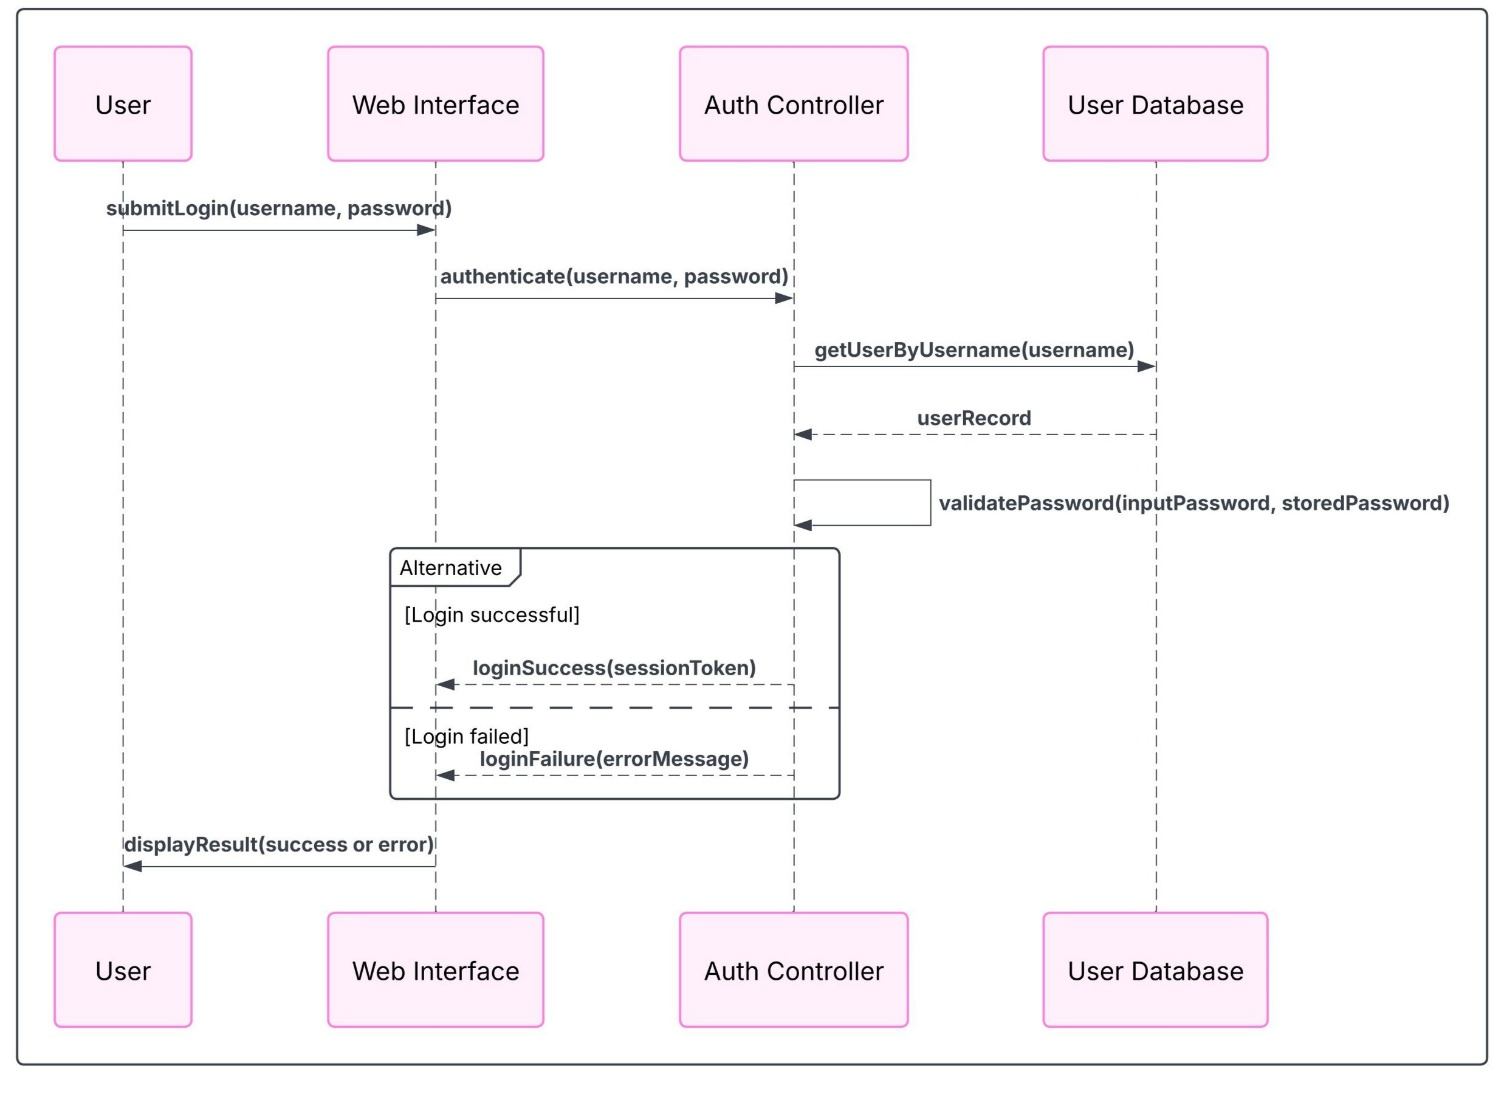 User
Web Interface
Auth Controller
User Database
submitLogin(username, password)
authenticate(username, password)
getUserByUsername(username)
userRecord
validatePassword(inputPassword, storedPassword)
Alternative
[Login successful]
loginSuccess(sessionToken)
[Login failed]
loginFailure(errorMessage)
displayResult(success or error)
User
Web Interface
Auth Controller
User Database